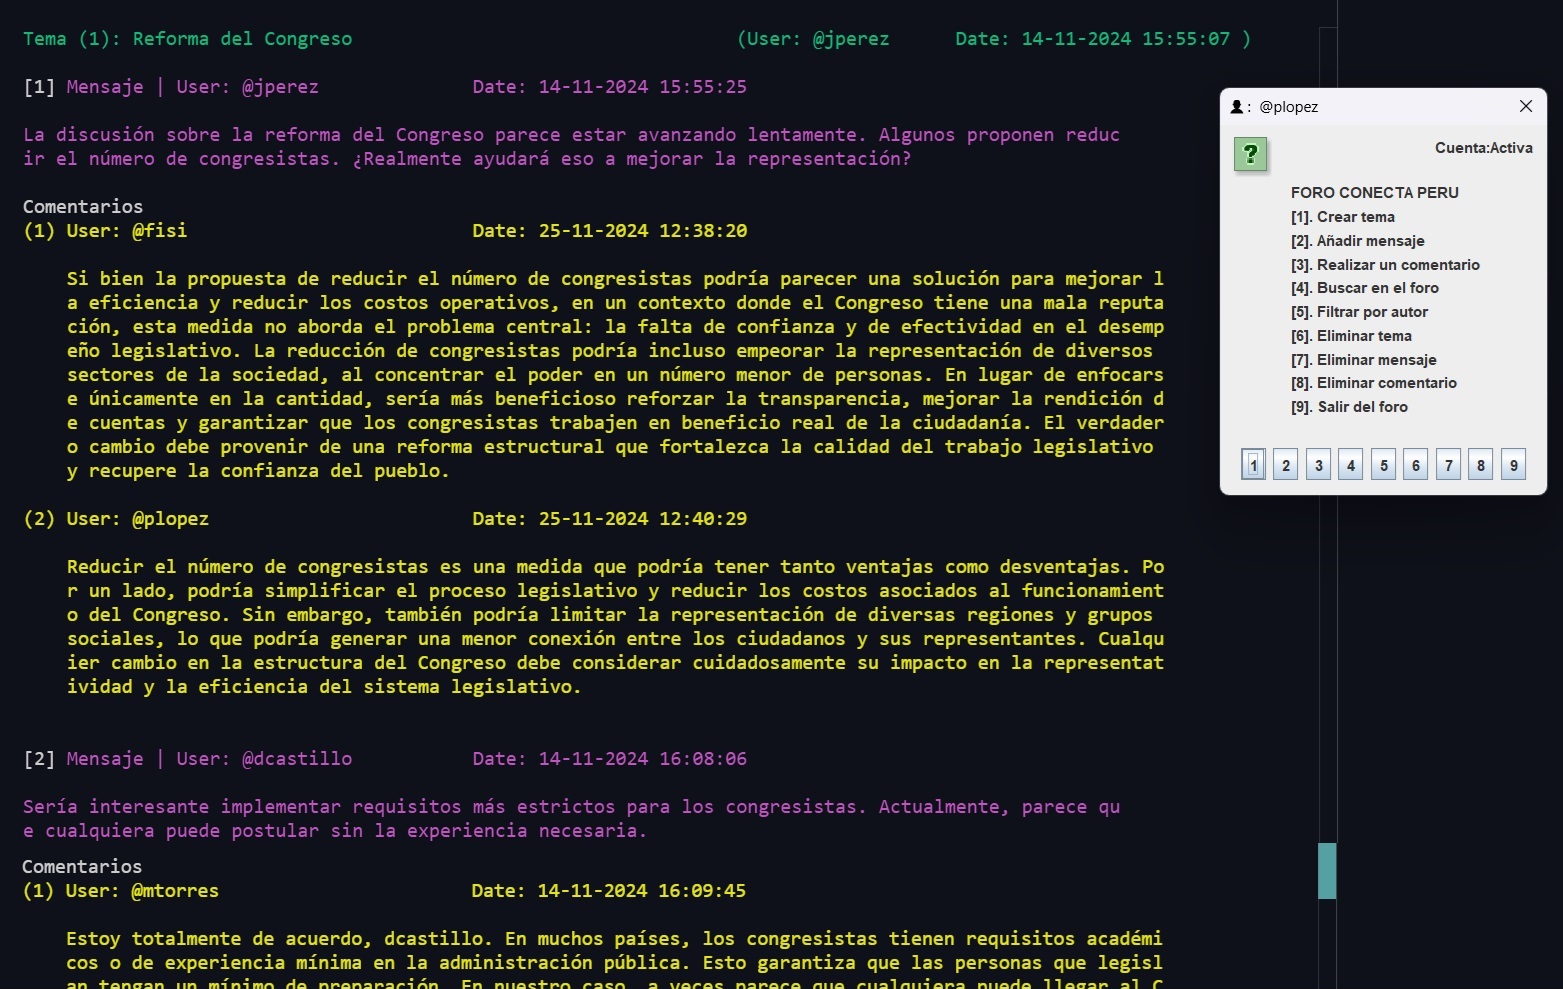 Tema (1): Reforma del Congreso (User: @jperez Date: 14-11-2024 15:55:07 )
[1] Mensaje | User: @jperez Date: 14-11-2024 15:55:25
La discusión sobre la reforma del Congreso parece estar avanzando lentamente. Algunos proponen reduc
ir el número de congresistas. ¿Realmente ayudará eso a mejorar la representación?
Comentarios
(1) User: @fisi Date: 25-11-2024 12:38:20
Si bien la propuesta de reducir el número de congresistas podría parecer una solución para mejorar l
a eficiencia y reducir los costos operativos, en un contexto donde el Congreso tiene una mala reputa
ción, esta medida no aborda el problema central: la falta de confianza y de efectividad en el desemp
eño legislativo. La reducción de congresistas podría incluso empeorar la representación de diversos
sectores de la sociedad, al concentrar el poder en un número menor de personas. En lugar de enfocars
e únicamente en la cantidad, sería más beneficioso reforzar la transparencia, mejorar la rendición d
e cuentas y garantizar que los congresistas trabajen en beneficio real de la ciudadanía. El verdader
o cambio debe provenir de una reforma estructural que fortalezca la calidad del trabajo legislativo
y recupere la confianza del pueblo.
(2) User: @plopez Date: 25-11-2024 12:40:29
Reducir el número de congresistas es una medida que podría tener tanto ventajas como desventajas. Po
r un lado, podría simplificar el proceso legislativo y reducir los costos asociados al funcionamient
o del Congreso. Sin embargo, también podría limitar la representación de diversas regiones y grupos
sociales, lo que podría generar una menor conexión entre los ciudadanos y sus representantes. Cualqu
ier cambio en la estructura del Congreso debe considerar cuidadosamente su impacto en la representat
ividad y la eficiencia del sistema legislativo.
[2] Mensaje | User: @dcastillo Date: 14-11-2024 16:08:06
Sería interesante implementar requisitos más estrictos para los congresistas. Actualmente, parece qu
e cualquiera puede postular sin la experiencia necesaria.
Comentarios
(1) User: @mtorres Date: 14-11-2024 16:09:45
Estoy totalmente de acuerdo, dcastillo. En muchos países, los congresistas tienen requisitos académi
cos o de experiencia mínima en la administración pública. Esto garantiza que las personas que legisl
an tengan un mínimo de preparación. En nuestro caso, a veces parece que cualquiera puede llegar al C
: @plopez
Cuenta:Activa
FORO CONECTA PERU
[1]. Crear tema
[2]. Añadir mensaje
[3]. Realizar un comentario
[4]. Buscar en el foro
[5]. Filtrar por autor
[6]. Eliminar tema
[7]. Eliminar mensaje
[8]. Eliminar comentario
[9]. Salir del foro
1 2 3 4 5 6 7 8 9